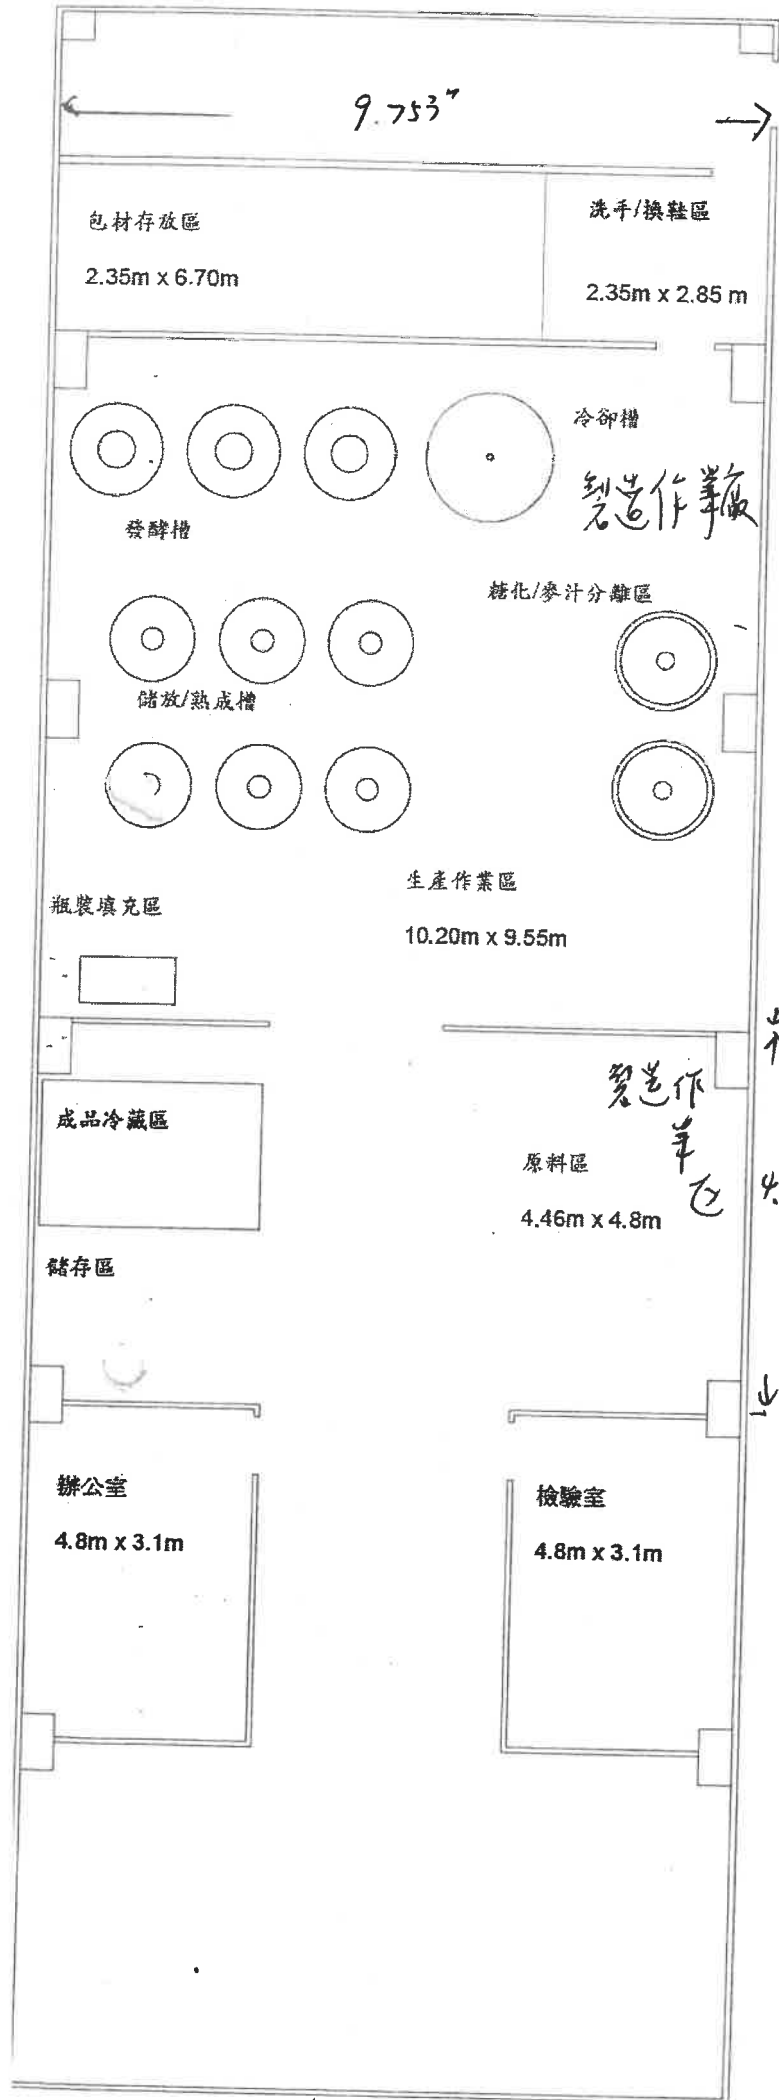 9.753m
包材存放區
2.35m x 6.70m
洗手/換鞋區
2.35m x 2.85 m
冷卻槽
製造作業廠
發酵槽
糖化/麥汁分離區
儲放/熟成槽
生產作業區
10.20m x 9.55m
瓶裝填充區
製造作
業
区
成品冷藏區
原料區
4.46m x 4.8m
4.
儲存區
辦公室
4.8m x 3.1m
檢驗室
4.8m x 3.1m